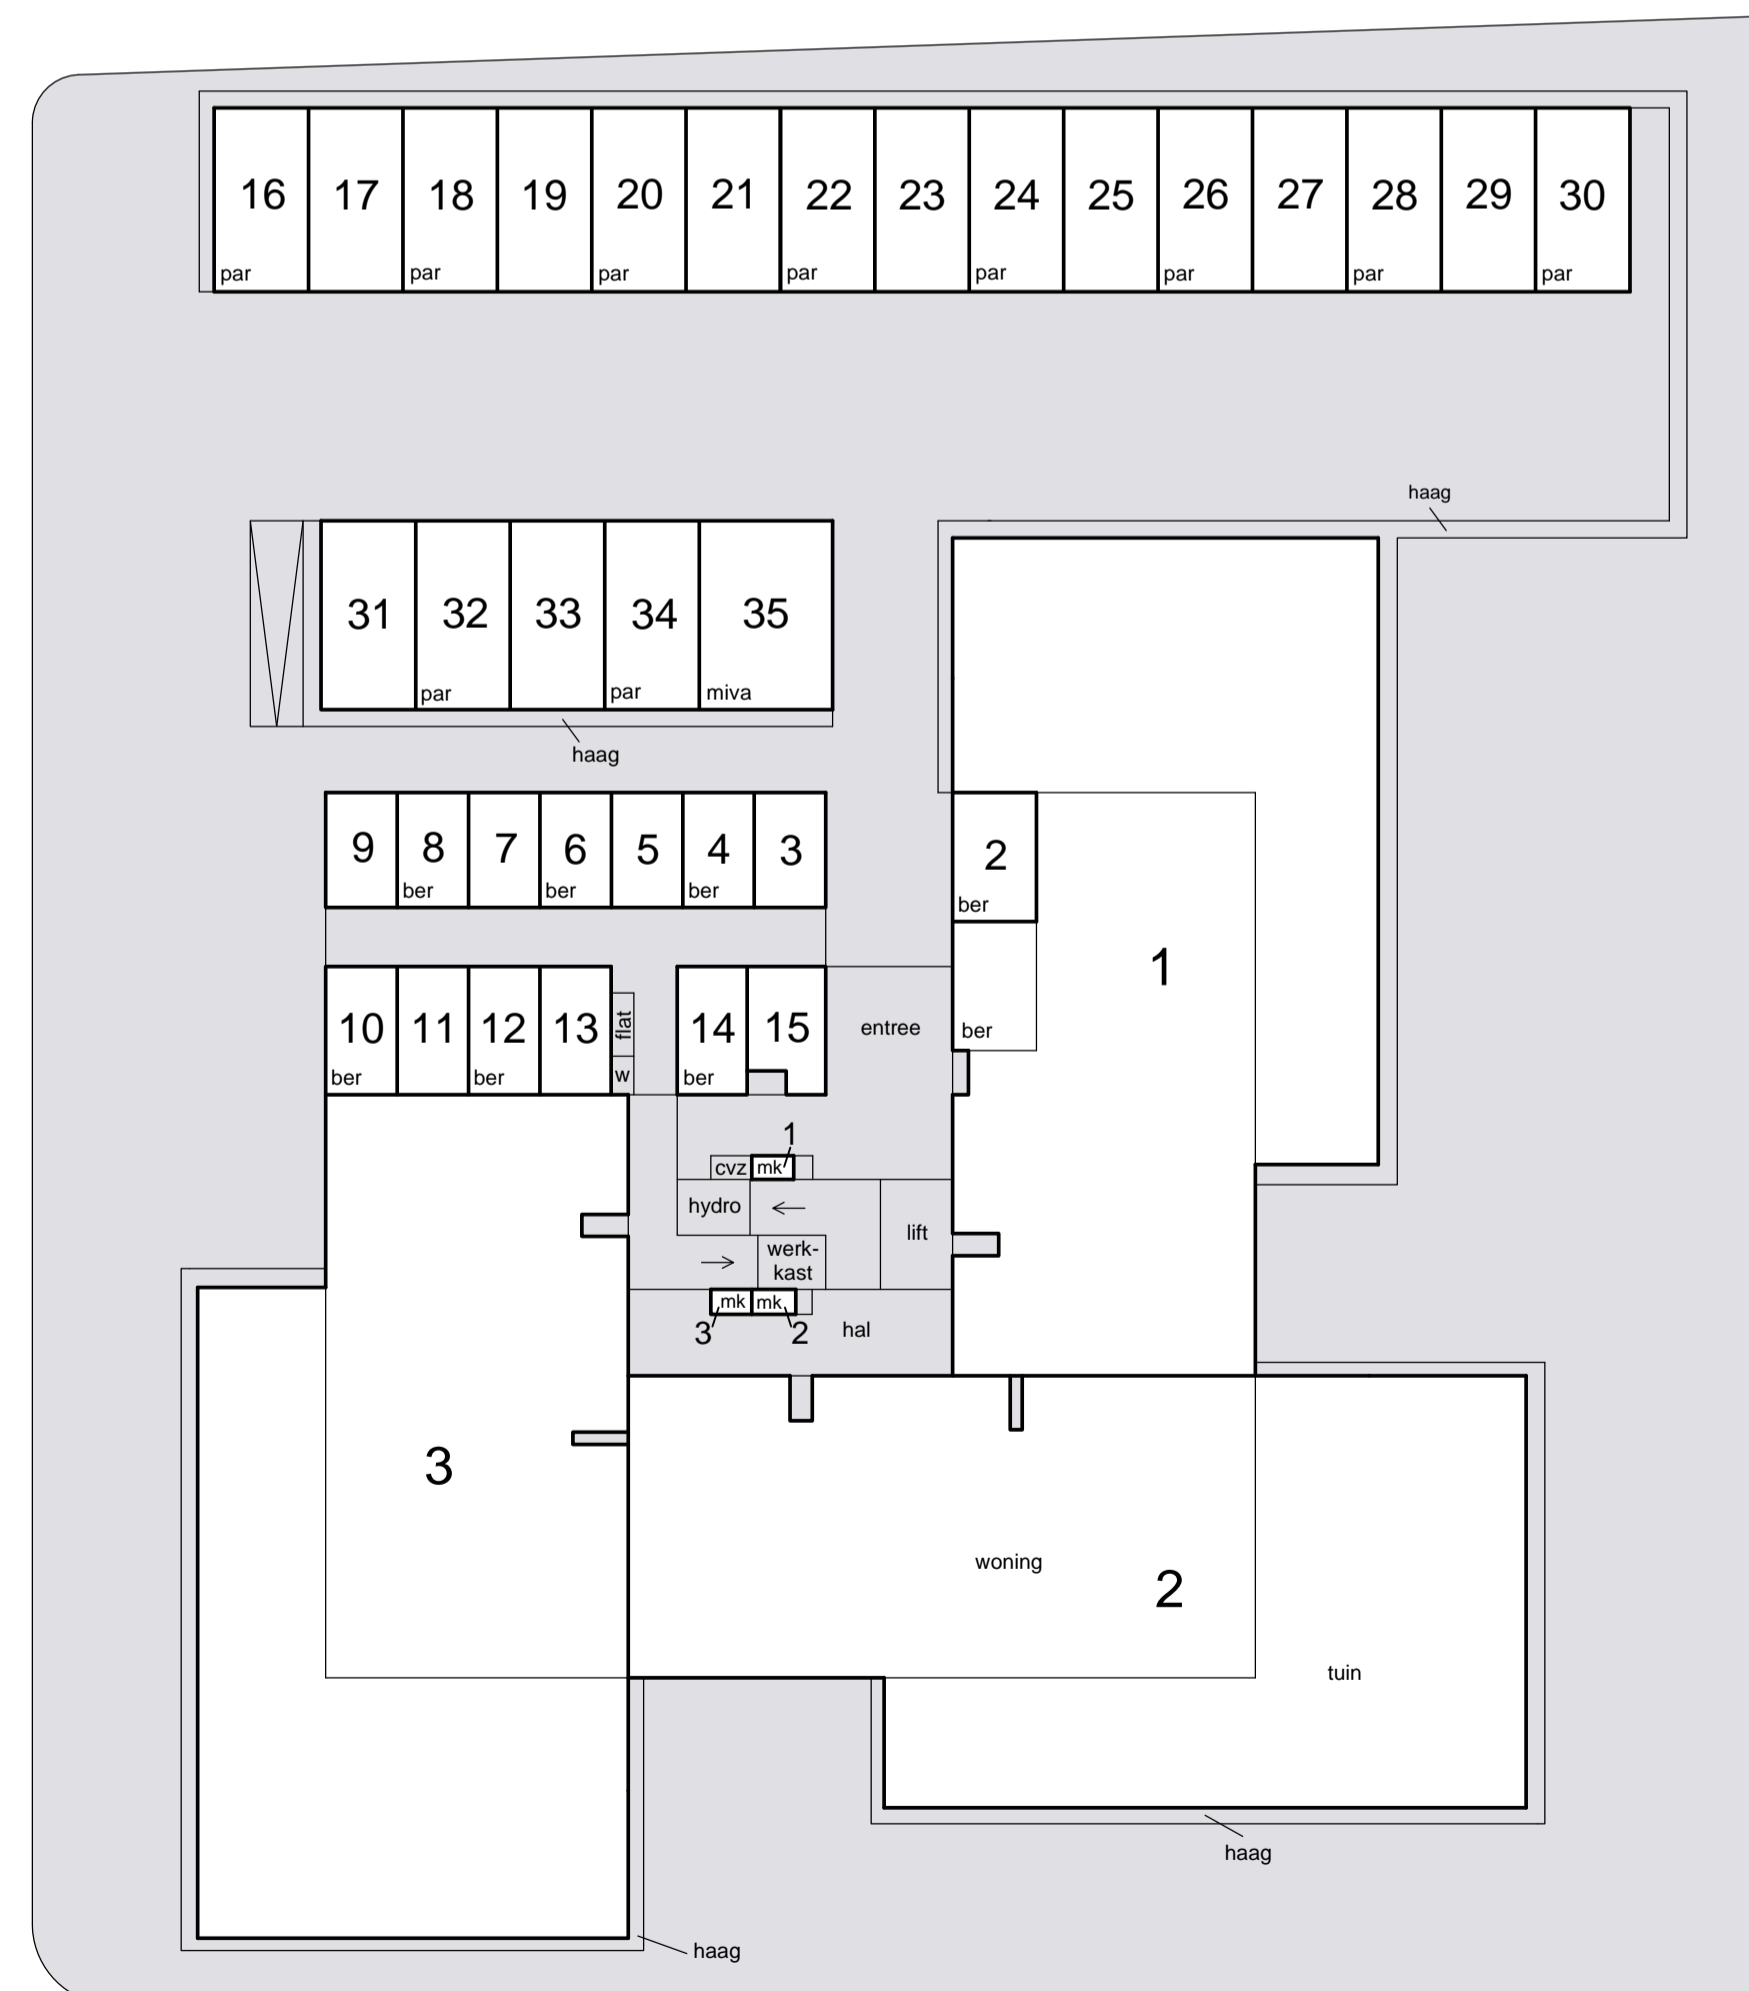 16 17 18 19 20 21 22 23 24 25 26 27 28 29 30
par par par par par par par par
haag
31 32 33 34 35
par par miva
haag
9 8 7 6 5 4 3
ber ber ber
2
ber
1
10 11 12 13 flat 14 15 entree ber
ber ber w ber
1
cvz mk
hydro
lift
werk-
kast
mk mk
3 2 hal
3
woning
2
tuin
haag
haag